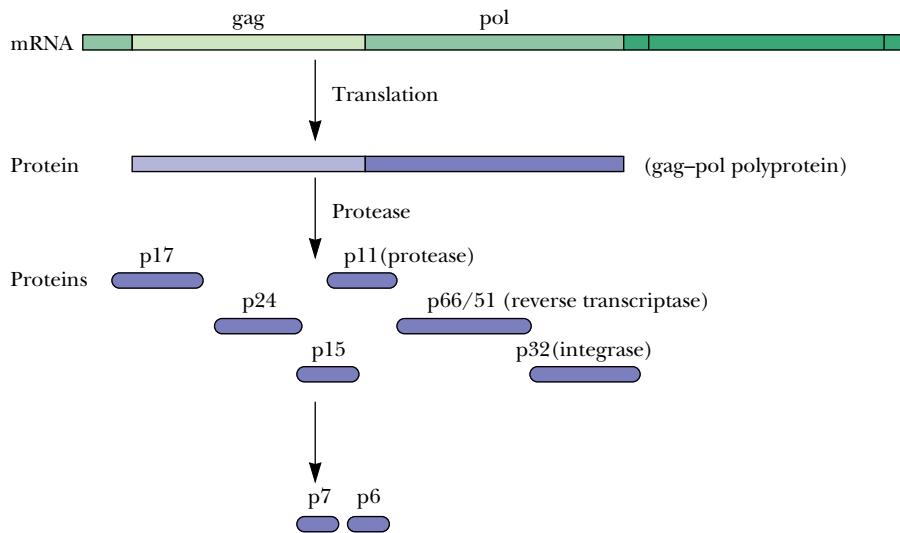 gag pol
mRNA
Translation
Protein (gag–pol polyprotein)
Protease
p17 p11(protease)
Proteins
p24 p66/51 (reverse transcriptase)
p15 p32(integrase)
p7 p6